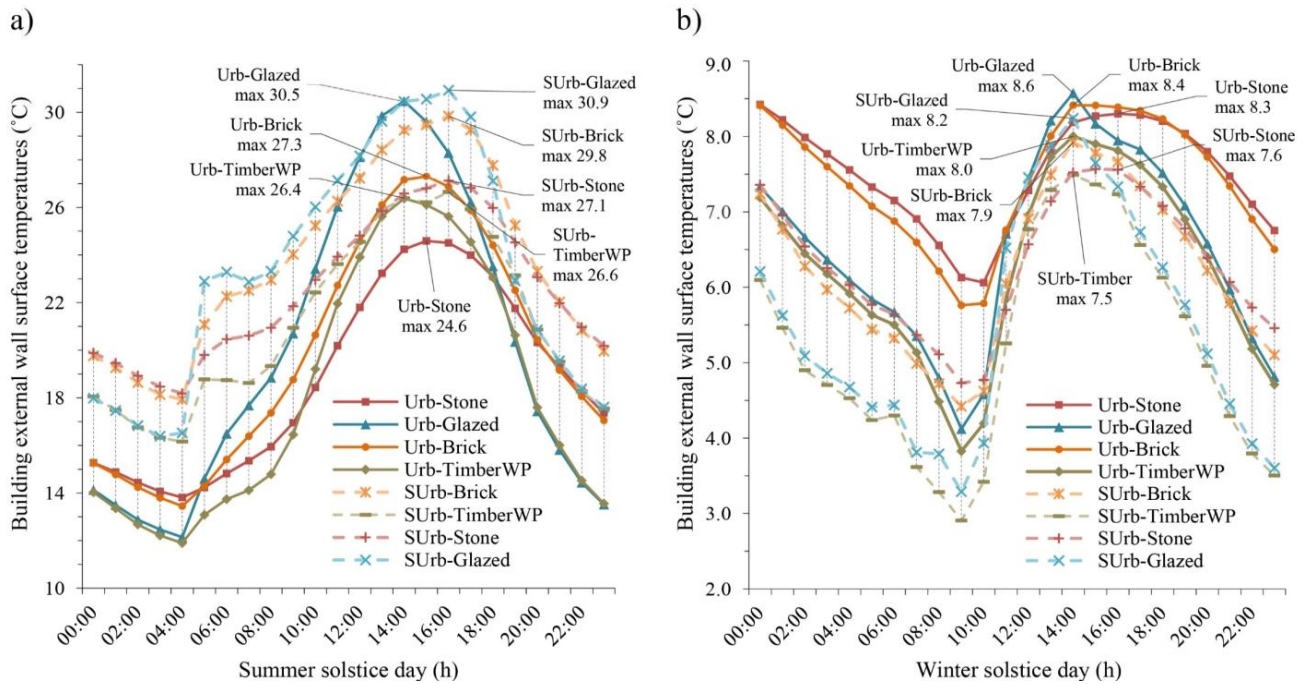 a)
Building external wall surface temperatures (˚C)
30
26
22
18
14
10
Urb-Glazed
max 30.5
Urb-Brick
max 27.3
Urb-TimberWP
max 26.4
SUrb-Glazed
max 30.9
SUrb-Brick
max 29.8
SUrb-Stone
max 27.1
SUrb-
TimberWP
max 26.6
Urb-Stone
max 24.6
Urb-Stone
Urb-Glazed
Urb-Brick
Urb-TimberWP
SUrb-Brick
SUrb-TimberWP
SUrb-Stone
SUrb-Glazed
00:00
02:00
04:00
06:00
08:00
10:00
12:00
14:00
16:00
18:00
20:00
22:00
Summer solstice day (h)
b)
Building external wall surface temperatures (˚C)
9.0
8.0
7.0
6.0
5.0
4.0
3.0
2.0
Urb-Glazed
max 8.6
Urb-Brick
max 8.4
SUrb-Glazed
max 8.2
Urb-Stone
max 8.3
Urb-TimberWP
max 8.0
SUrb-Stone
max 7.6
SUrb-Brick
max 7.9
SUrb-Timber
max 7.5
Urb-Stone
Urb-Glazed
Urb-Brick
Urb-TimberWP
SUrb-Brick
SUrb-TimberWP
SUrb-Stone
SUrb-Glazed
00:00
02:00
04:00
06:00
08:00
10:00
12:00
14:00
16:00
18:00
20:00
22:00
Winter solstice day (h)